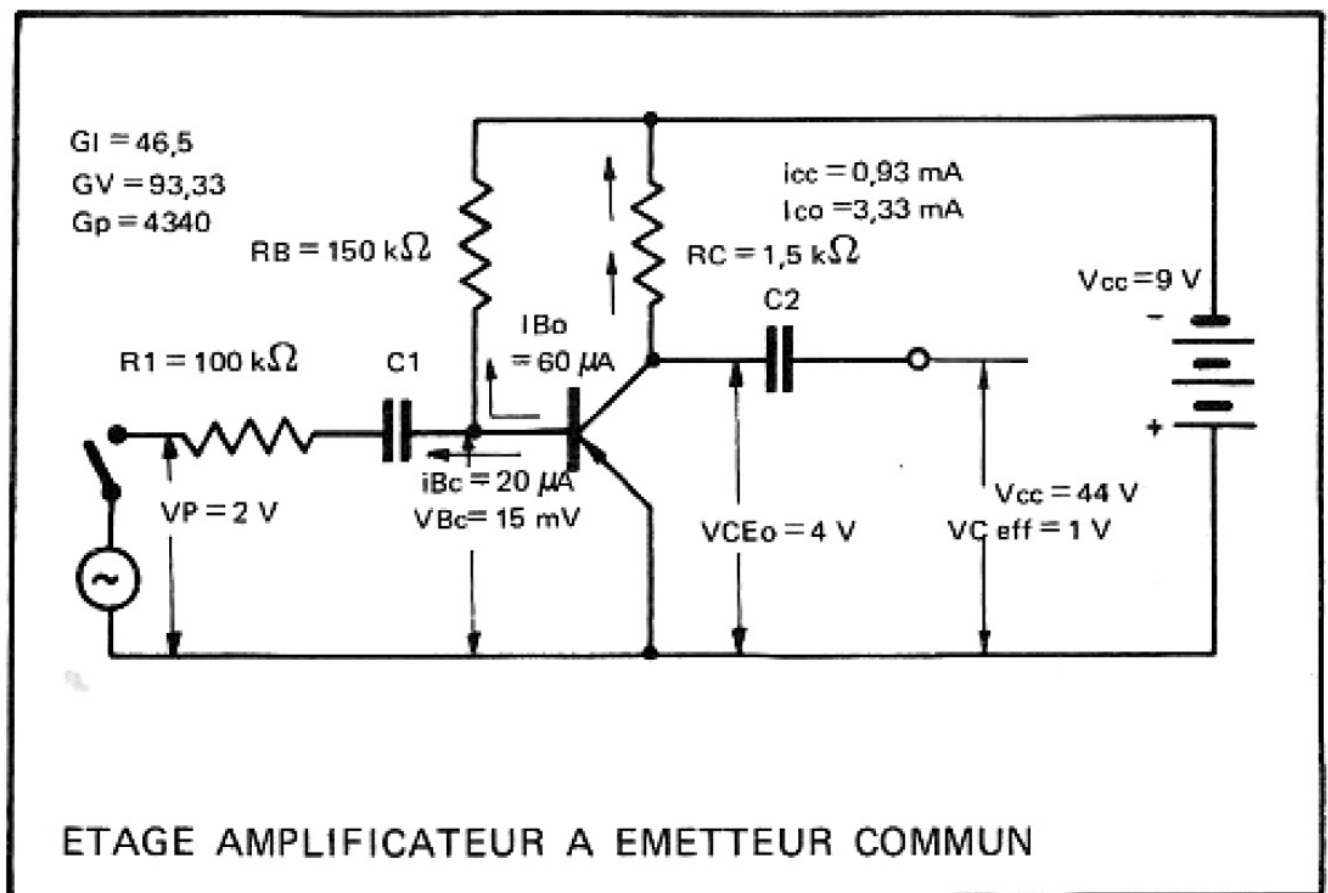 GI = 46,5
GV = 93,33
Gp = 4340
icc = 0,93 mA
Ico = 3,33 mA
RB = 150 kΩ
RC = 1,5 kΩ
Vcc = 9 V
C2
-
IBo
= 60 μA
R1 = 100 kΩ
C1
+
iBc = 20 μA
VBc = 15 mV
VP = 2 V
~
VCEo = 4 V
Vcc = 44 V
VC eff = 1 V
ETAGE AMPLIFICATEUR A EMETTEUR COMMUN